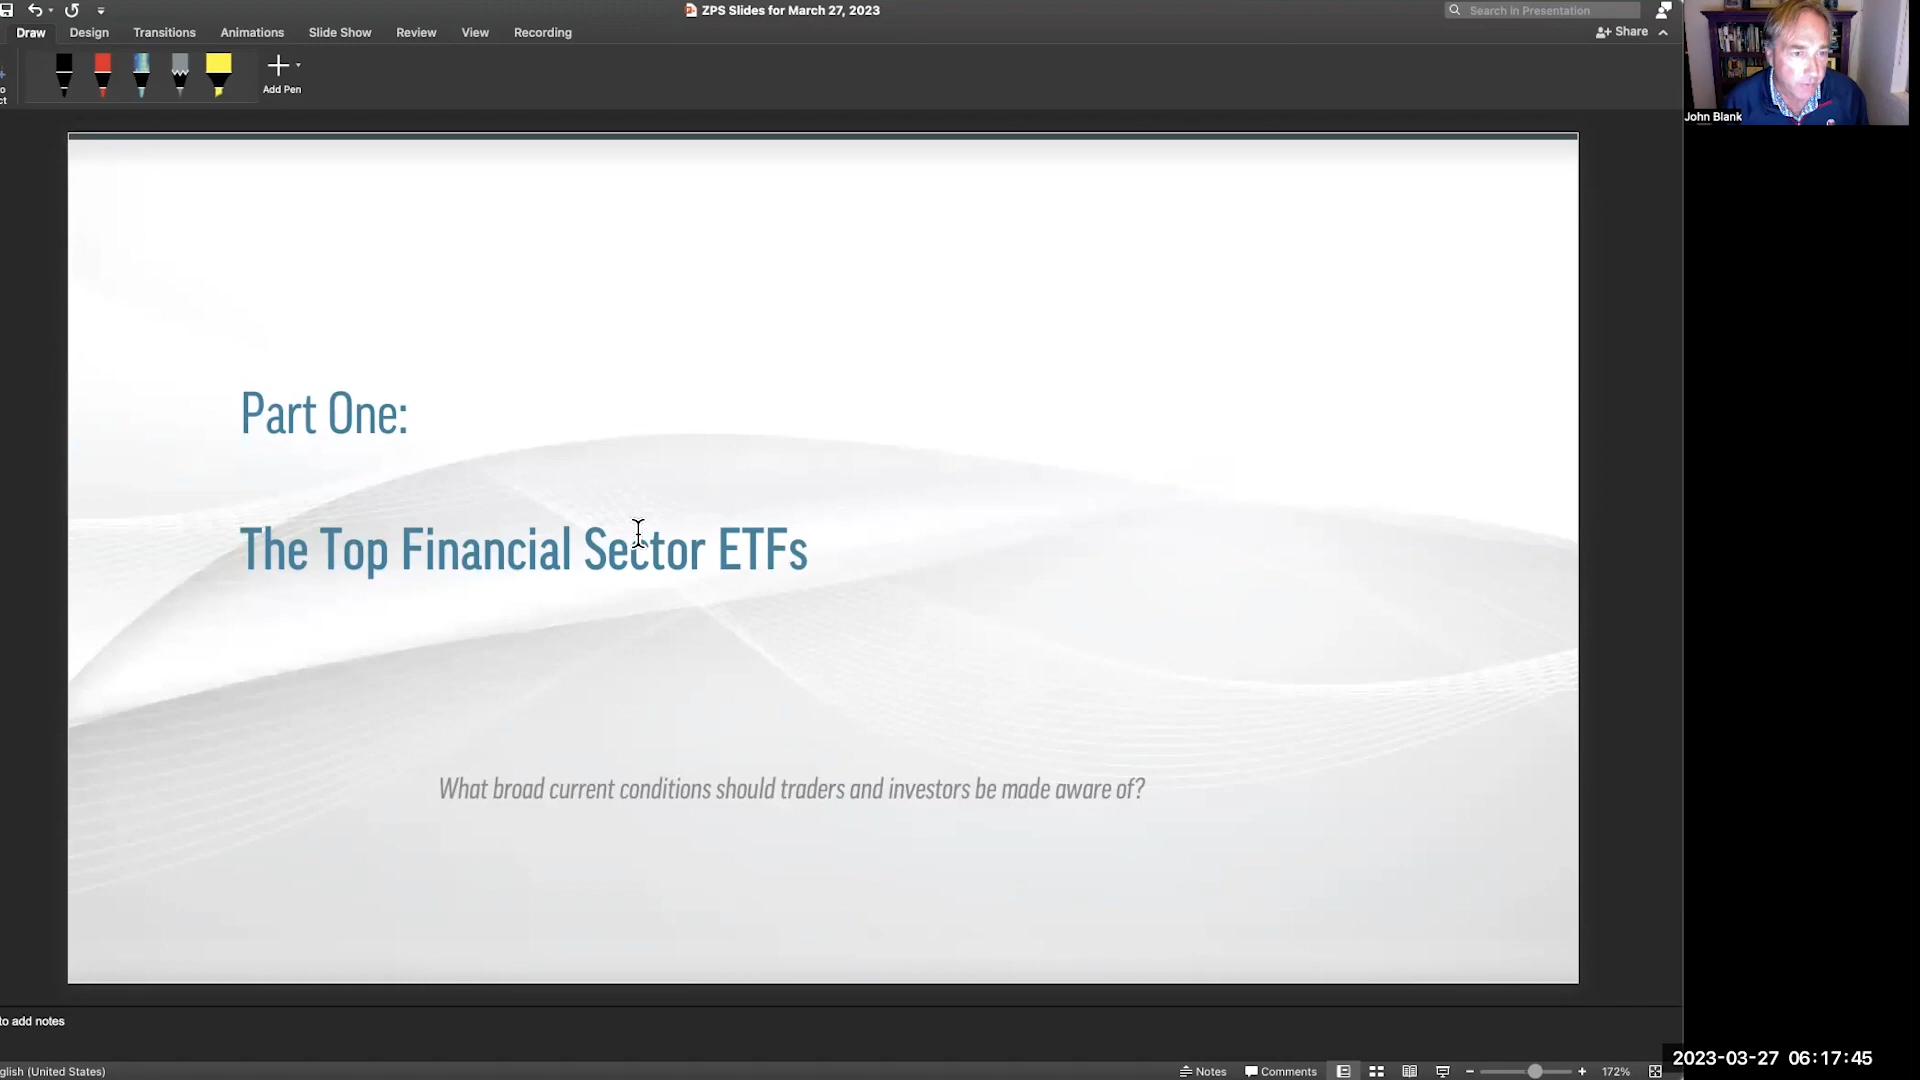 ZPS Slides for March 27, 2023
Search in Presentation
Draw
Design
Transitions
Animations
Slide Show
Review
View
Recording
Share
Add Pen
John Blank
Part One:
The Top Financial Sector ETFs
What broad current conditions should traders and investors be made aware of?
to add notes
glish (United States)
Notes
Comments
172%
2023-03-27 06:17:45